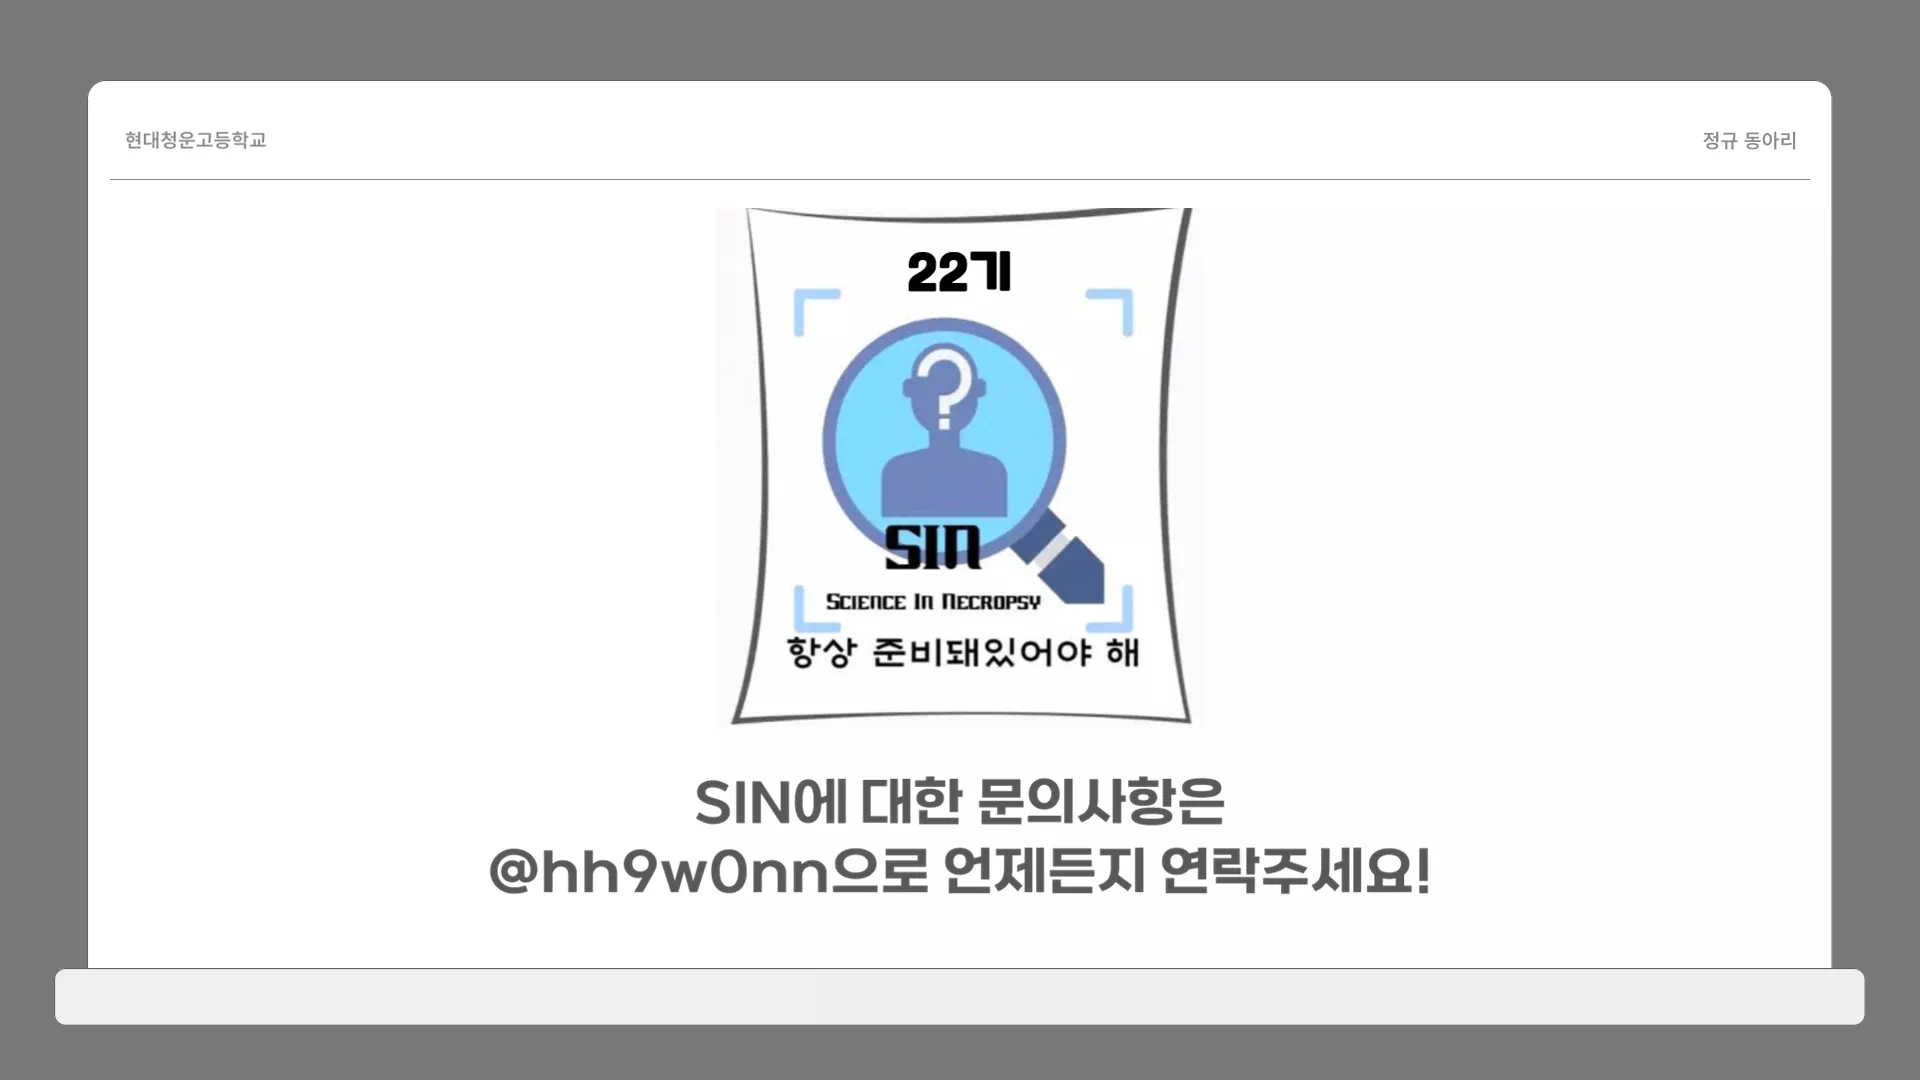 현대청운고등학교
정규 동아리
22기
?
SIN
Science In Necropsy
항상 준비돼있어야 해
SIN에 대한 문의사항은
@hh9w0nn으로 언제든지 연락주세요!